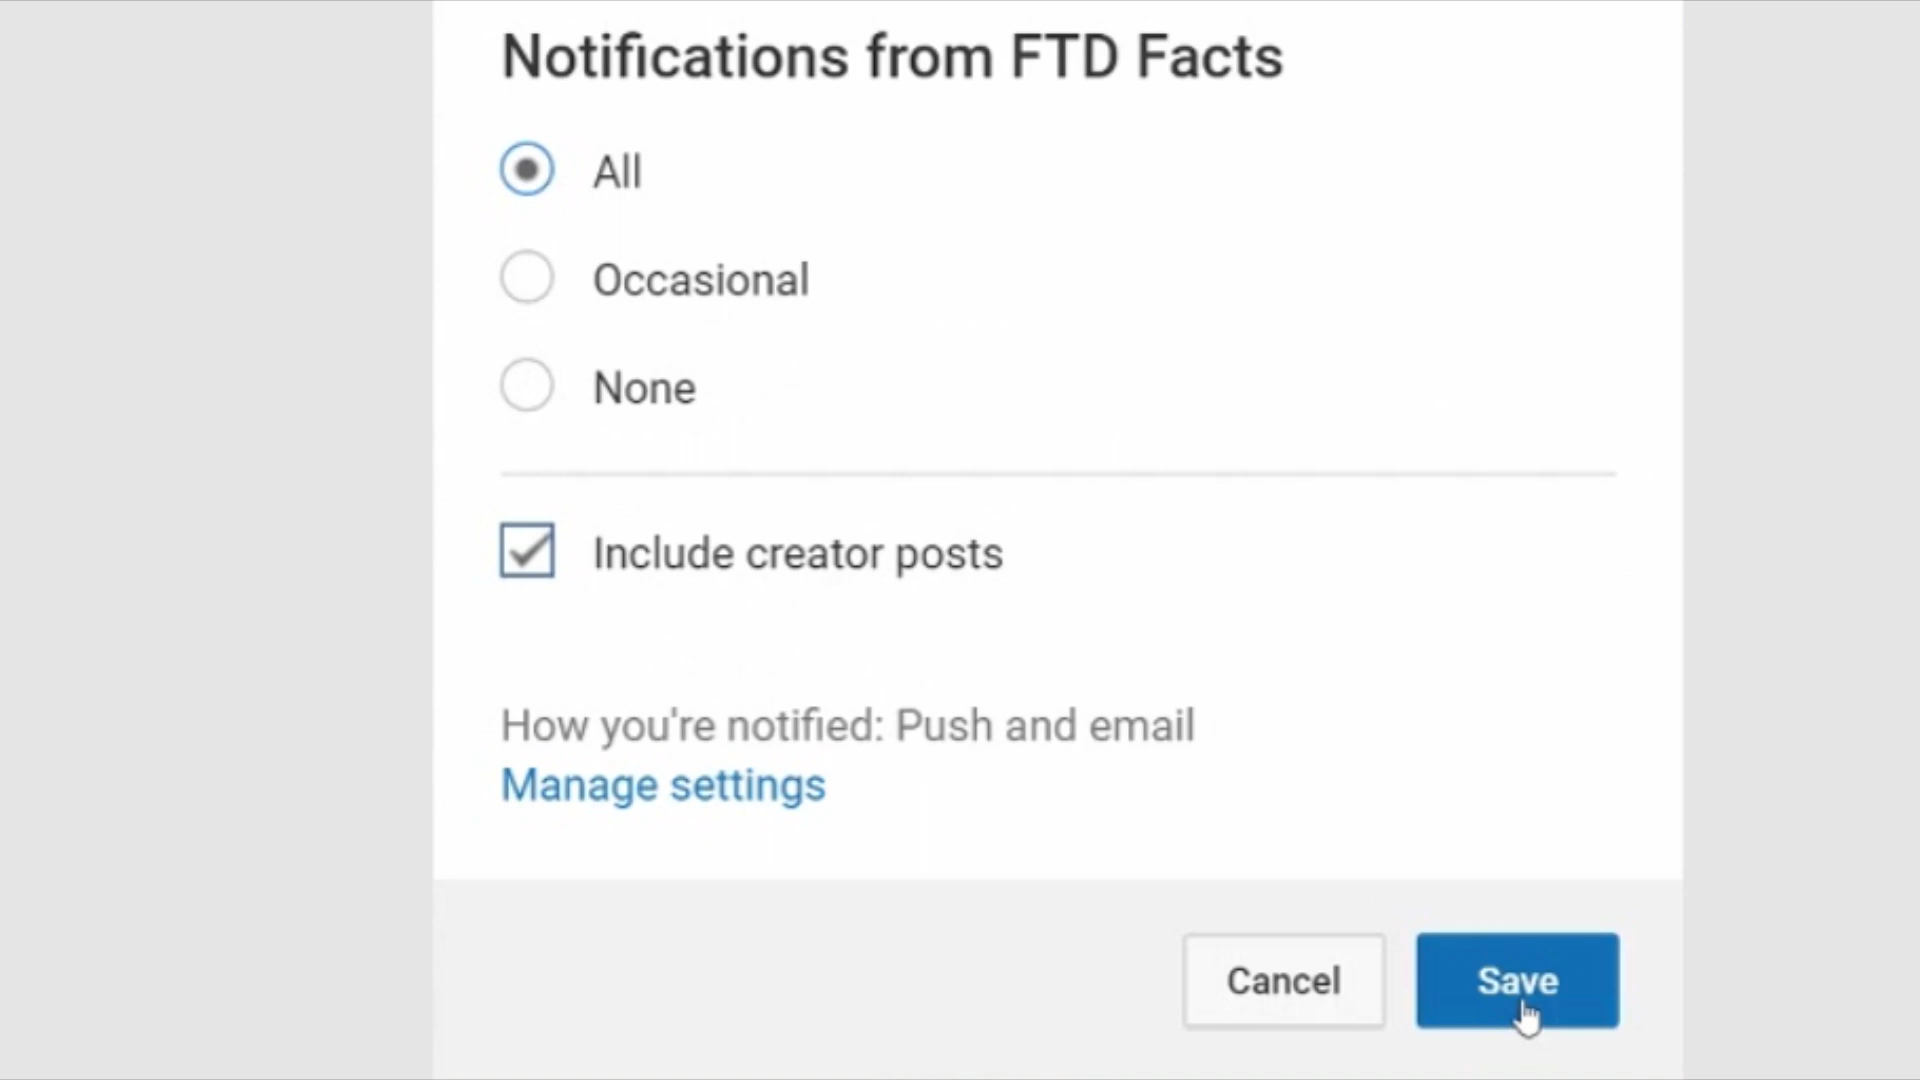 Notifications from FTD Facts
All
Occasional
None
Include creator posts
How you're notified: Push and email
Manage settings
Cancel
Save